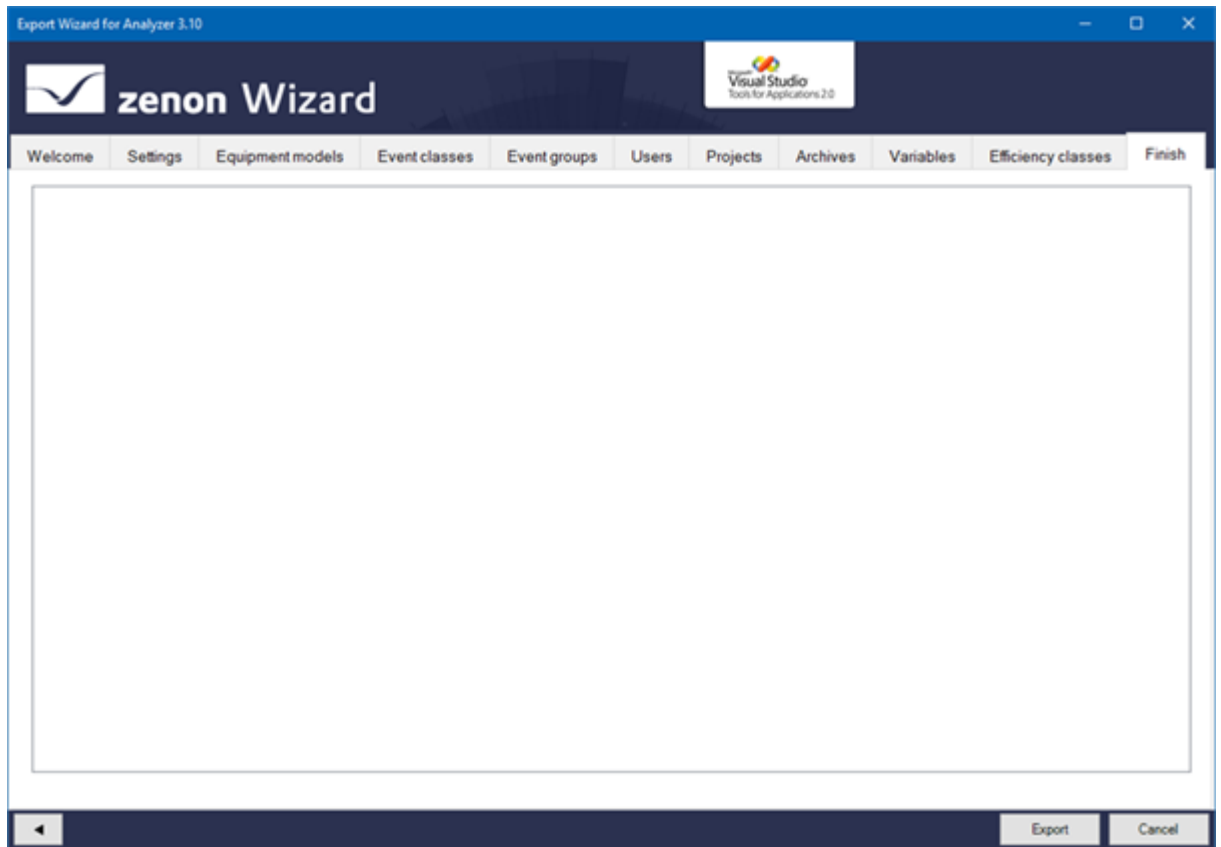 Export Wizard for Analyzer 3.10
zenon Wizard
Microsoft
Visual Studio
Tools for Applications 2.0
Welcome Settings Equipment models Event classes Event groups Users Projects Archives Variables Efficiency classes Finish
Export Cancel